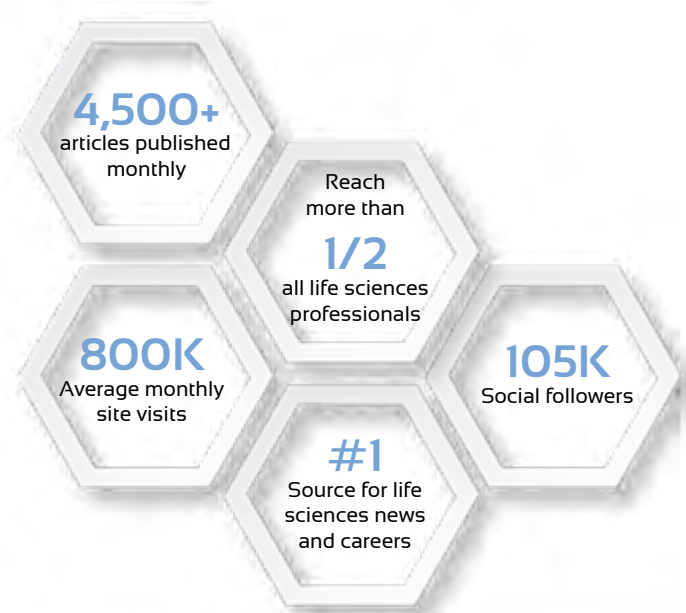 4,500+
articles published
monthly
Reach
more than
1/2
all life sciences
professionals
800K
Average monthly
site visits
105K
Social followers
#1
Source for life
sciences news
and careers